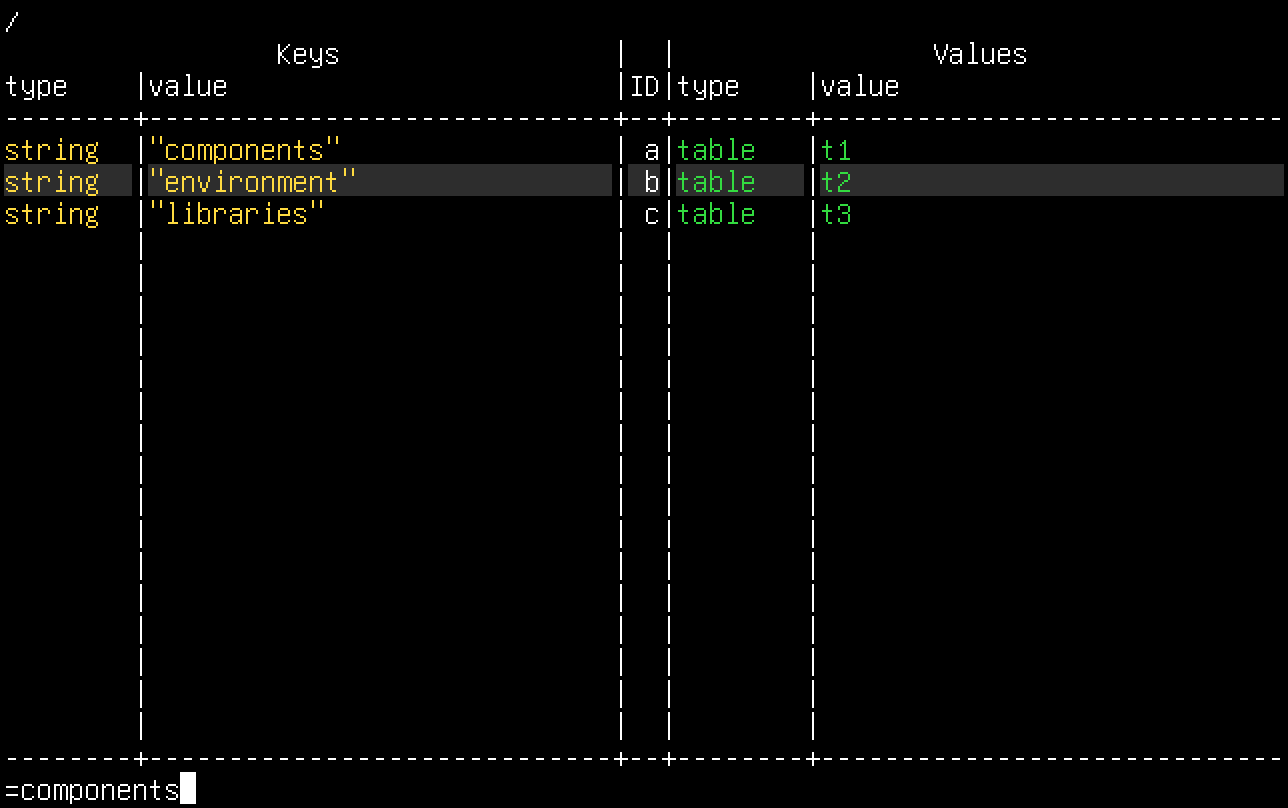 /
Keys | | Values
type |value |ID|type |value
--------+-----------------------------+--+--------+-----------------------------
string |"components" | a|table |t1
string |"environment" | b|table |t2
string |"libraries" | c|table |t3
--------+-----------------------------+--+--------+-----------------------------
=components